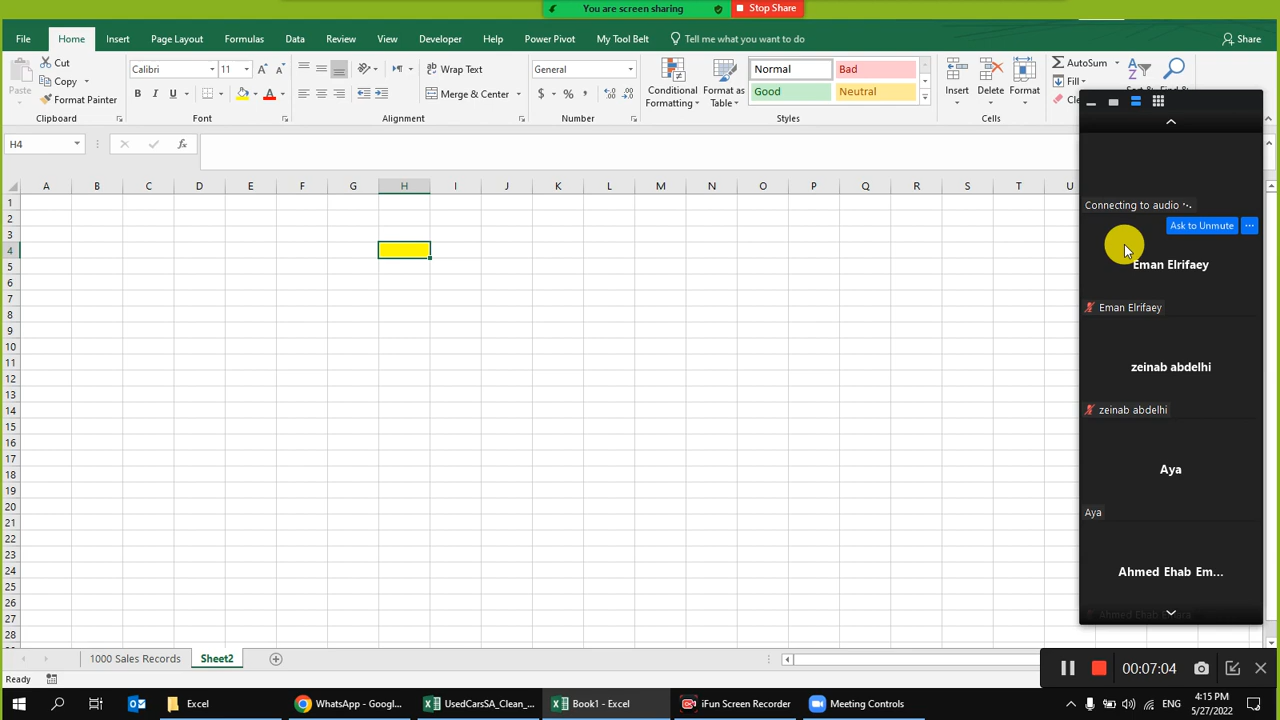 You are screen sharing
Stop Share
File Home Insert Page Layout Formulas Data Review View Developer Help Power Pivot My Tool Belt Tell me what you want to do Share
Paste
Cut
Copy
Format Painter
Clipboard
Calibri 11
B I U
Font
Wrap Text
Merge & Center
Alignment
General
$ % ,
Number
Conditional Formatting
Format as Table
Normal Bad
Good Neutral
Styles
Insert Delete Format
Cells
AutoSum
Fill
H4
fx
A B C D E F G H I J K L M N O P Q R S T U
1
2
3
4
5
6
7
8
9
10
11
12
13
14
15
16
17
18
19
20
21
22
23
24
25
26
27
28
Connecting to audio
Ask to Unmute ...
Eman Elrifaey
Eman Elrifaey
zeinab abdelhi
zeinab abdelhi
Aya
Aya
Ahmed Ehab Em...
1000 Sales Records Sheet2
Ready
00:07:04
Excel
WhatsApp - Googl...
UsedCarsSA_Clean_...
Book1 - Excel
iFun Screen Recorder
Meeting Controls
ENG
4:15 PM
5/27/2022